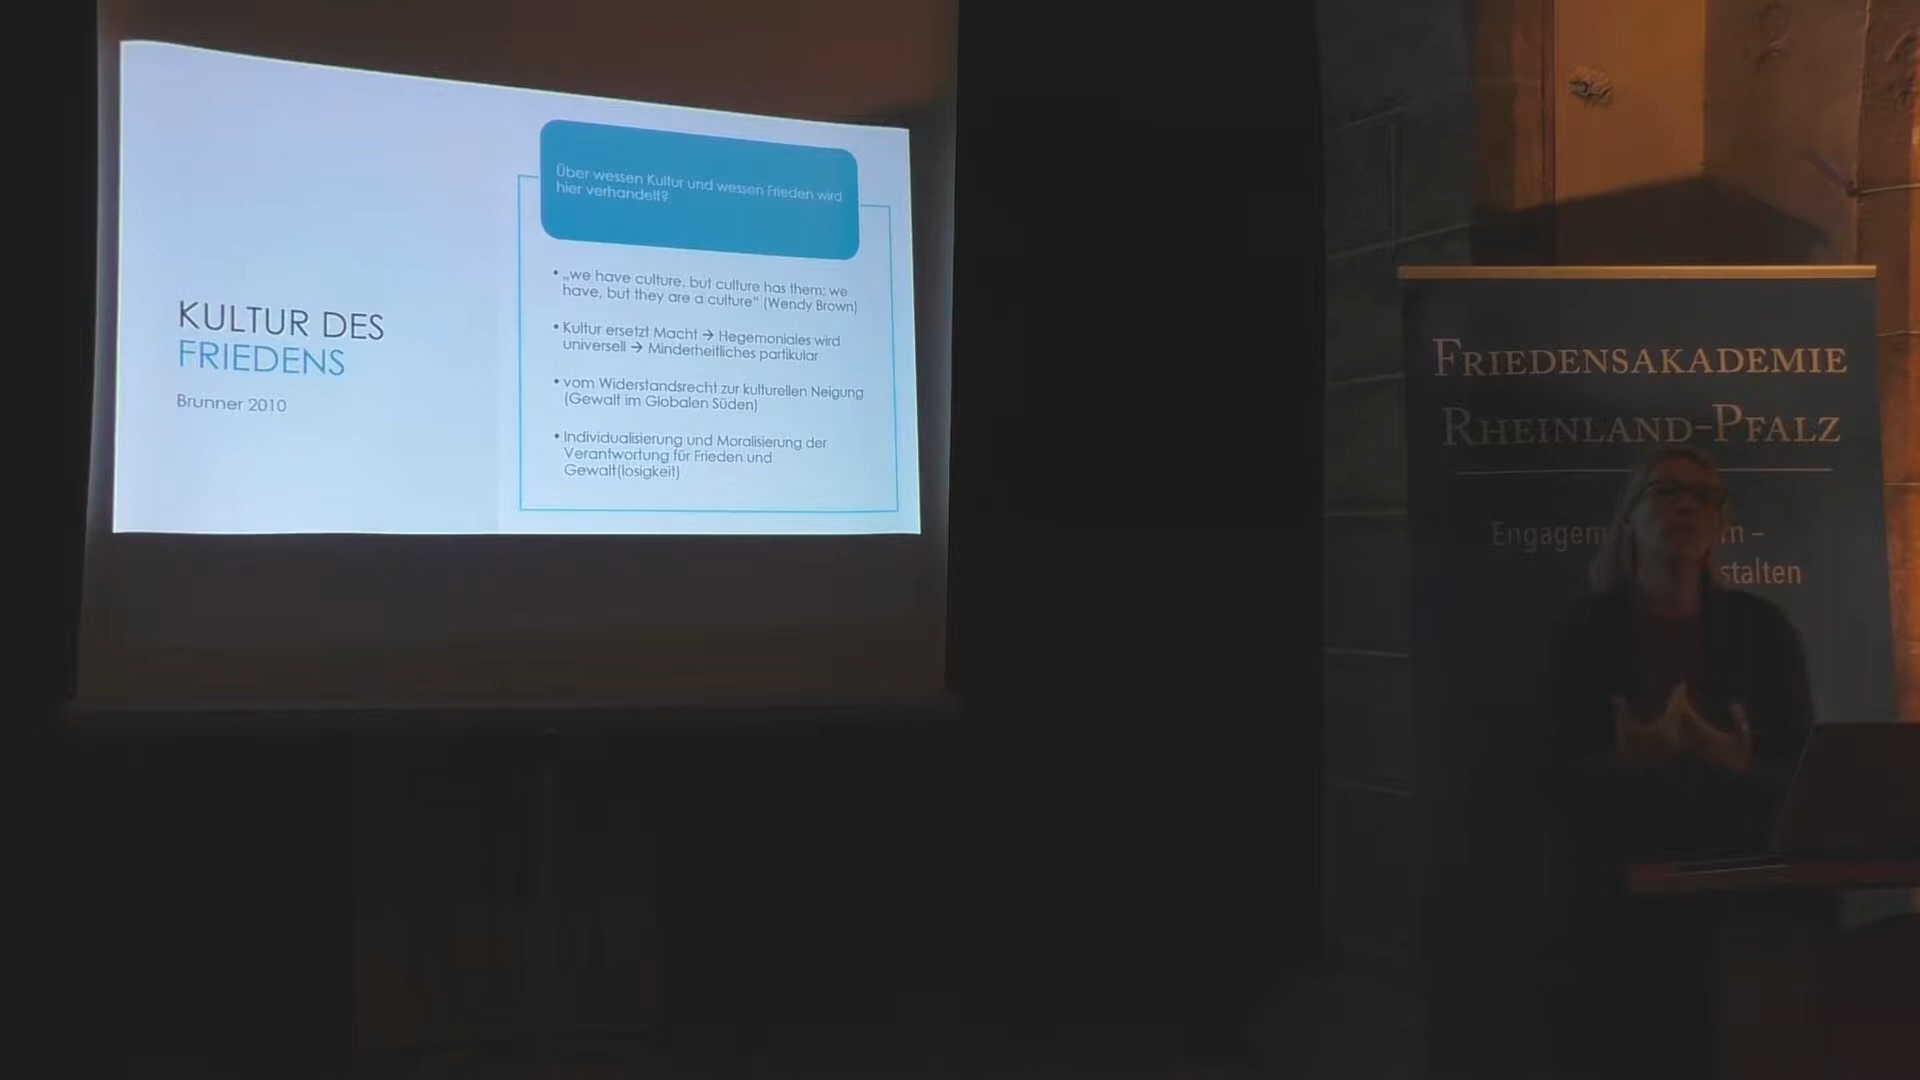 KULTUR DES
FRIEDENS
Brunner 2010
Über wessen Kultur und wessen Frieden wird
hier verhandelt?
• „we have culture, but culture has them; we
have, but they are a culture“ (Wendy Brown)
• Kultur ersetzt Macht → Hegemoniales wird
universell → Minderheitliches partikular
• vom Widerstandsrecht zur kulturellen Neigung
(Gewalt im Globalen Süden)
• Individualisierung und Moralisierung der
Verantwortung für Frieden und
Gewalt(losigkeit)
FRIEDENSAKADEMIE
RHEINLAND-PFALZ